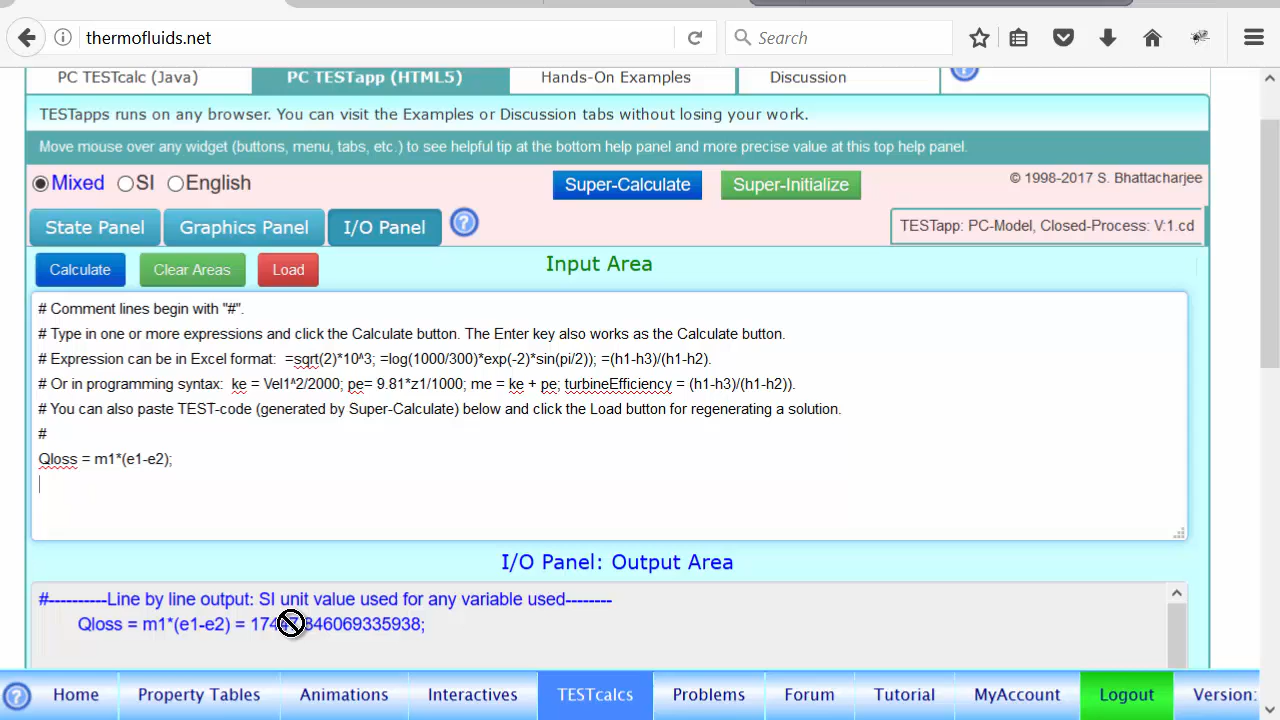 thermofluids.net
Search
PC TESTcalc (Java)
PC TESTapp (HTML5)
Hands-On Examples
Discussion
TESTapps runs on any browser. You can visit the Examples or Discussion tabs without losing your work.
Move mouse over any widget (buttons, menu, tabs, etc.) to see helpful tip at the bottom help panel and more precise value at this top help panel.
Mixed SI English
Super-Calculate
Super-Initialize
© 1998-2017 S. Bhattacharjee
State Panel
Graphics Panel
I/O Panel
?
TESTapp: PC-Model, Closed-Process: V:1.cd
Calculate
Clear Areas
Load
Input Area
# Comment lines begin with "#".
# Type in one or more expressions and click the Calculate button. The Enter key also works as the Calculate button.
# Expression can be in Excel format: =sqrt(2)*10^3; =log(1000/300)*exp(-2)*sin(pi/2)); =(h1-h3)/(h1-h2).
# Or in programming syntax: ke = Vel1^2/2000; pe= 9.81*z1/1000; me = ke + pe; turbineEfficiency = (h1-h3)/(h1-h2)).
# You can also paste TEST-code (generated by Super-Calculate) below and click the Load button for regenerating a solution.
#
Qloss = m1*(e1-e2);
I/O Panel: Output Area
#----------Line by line output: SI unit value used for any variable used--------
Qloss = m1*(e1-e2) =
?
Home
Property Tables
Animations
Interactives
TESTcalcs
Problems
Forum
Tutorial
MyAccount
Logout
Version: